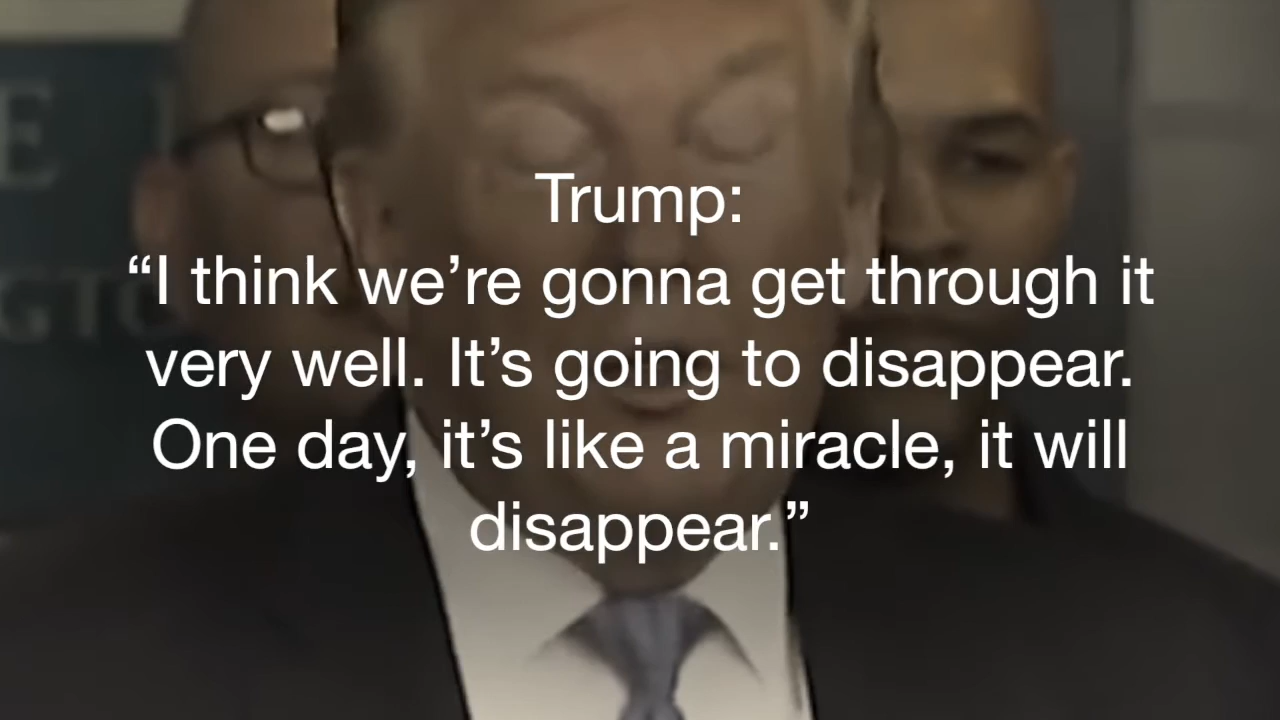 Trump:
“I think we’re gonna get through it
very well. It’s going to disappear.
One day, it’s like a miracle, it will
disappear.”
E
GTO